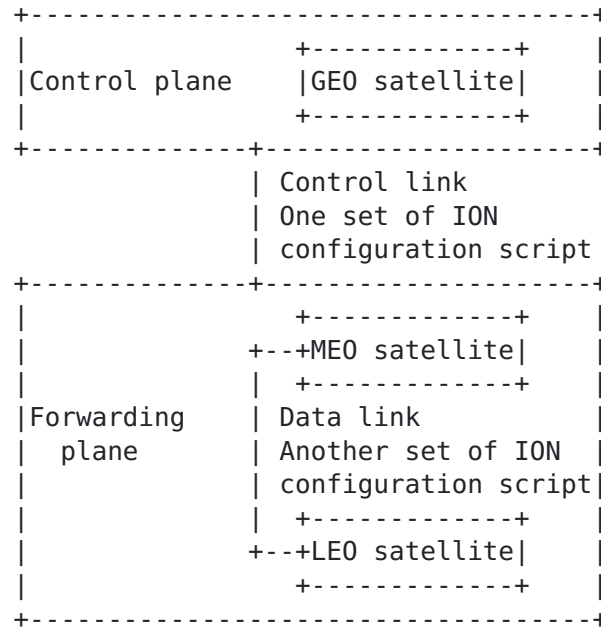 Control plane |GEO satellite|
Control link
One set of ION
configuration script
MEO satellite
Forwarding
Data link
plane
Another set of ION
configuration script
LEO satellite